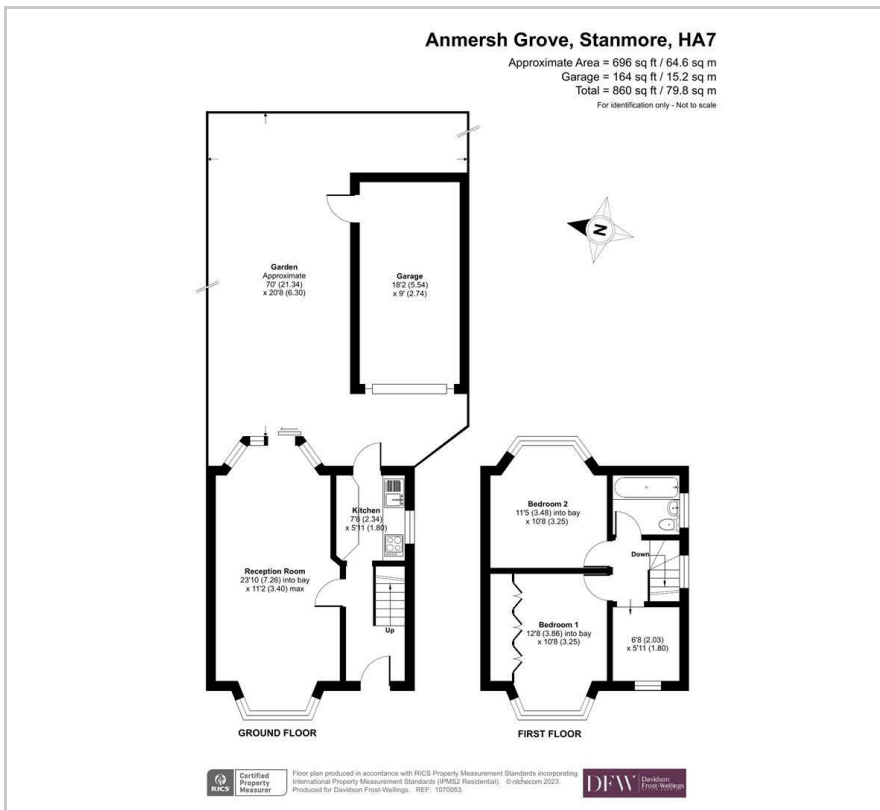 Anmersh Grove, Stanmore, HA7
Approximate Area = 696 sq ft / 64.6 sq m
Garage = 164 sq ft / 15.2 sq m
Total = 860 sq ft / 79.8 sq m
For identification only - Not to scale
N
Garden
Approximate
70' (21.34)
x 20'8 (6.30)
Garage
18'2 (5.54)
x 9' (2.74)
Kitchen
7'8 (2.34)
x 5'11 (1.80)
Reception Room
23'10 (7.26) into bay
x 11'2 (3.40) max
Up
GROUND FLOOR
Bedroom 2
11'5 (3.48) into bay
x 10'8 (3.25)
Down
Bedroom 1
12'8 (3.86) into bay
x 10'8 (3.25)
6'8 (2.03)
x 5'11 (1.80)
FIRST FLOOR
RICS
Certified
Property
Measurer
Floor plan produced in accordance with RICS Property Measurement Standards incorporating
International Property Measurement Standards (IPMS2 Residential). © nichecom 2023.
Produced for Davidson Frost-Wellings. REF: 1070053
DFW
Davidson
Frost-Wellings